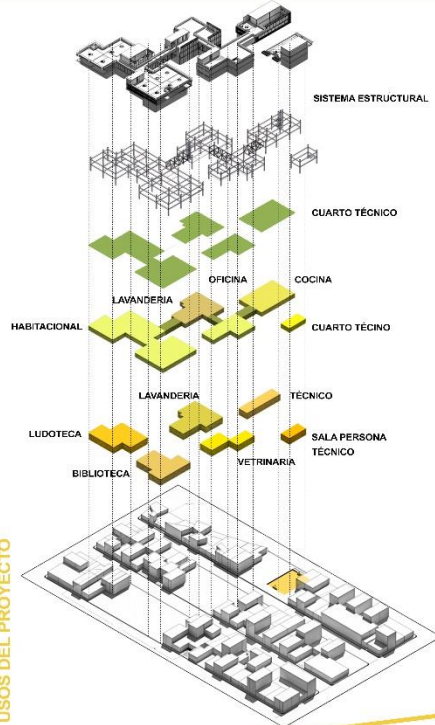 SISTEMA ESTRUCTURAL
CUARTO TÉCNICO
OFICINA
COCINA
LAVANDERIA
HABITACIONAL
CUARTO TÉCINO
LAVANDERIA
TÉCNICO
LUDOTECA
SALA PERSONA
TÉCNICO
VETRINARIA
BIBLIOTECA
USOS DEL PROYECTO